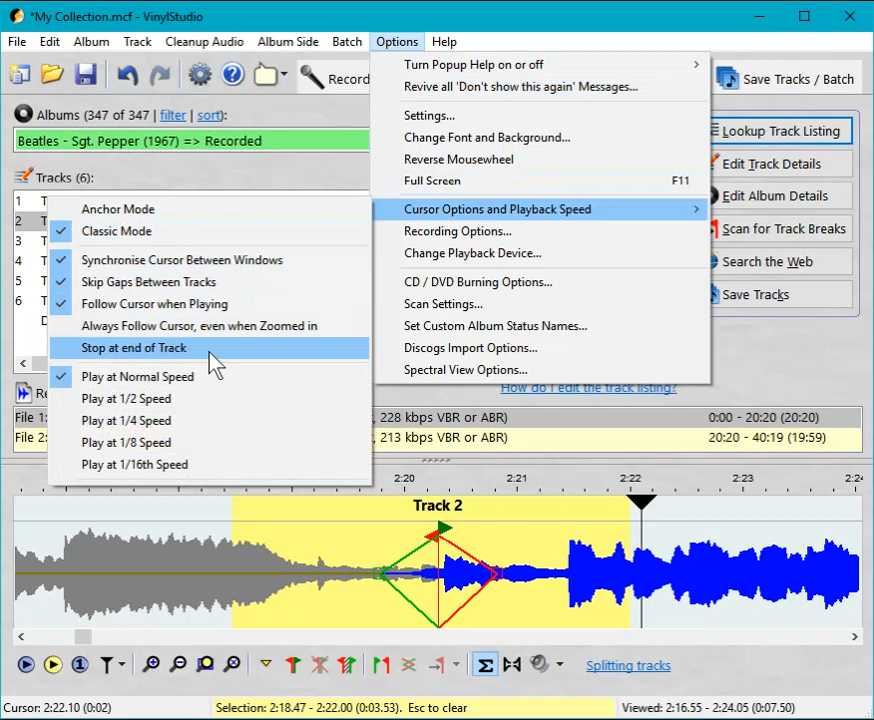 *My Collection.mcf - VinylStudio
File Edit Album Track Cleanup Audio Album Side Batch Options Help
Record
Save Tracks / Batch
Turn Popup Help on or off
Revive all 'Don't show this again' Messages...
Settings...
Change Font and Background...
Reverse Mousewheel
Full Screen F11
Cursor Options and Playback Speed
Recording Options...
Change Playback Device...
CD / DVD Burning Options...
Scan Settings...
Set Custom Album Status Names...
Discogs Import Options...
Spectral View Options...
Albums (347 of 347) | filter | sort):
Beatles - Sgt. Pepper (1967) => Recorded
Tracks (6):
1 T
2 T
3 T
4 T
5 T
6 T
D
Anchor Mode
Classic Mode
Synchronise Cursor Between Windows
Skip Gaps Between Tracks
Follow Cursor when Playing
Always Follow Cursor, even when Zoomed in
Stop at end of Track
Play at Normal Speed
Play at 1/2 Speed
Play at 1/4 Speed
Play at 1/8 Speed
Play at 1/16th Speed
Lookup Track Listing
Edit Track Details
Edit Album Details
Scan for Track Breaks
Search the Web
Save Tracks
How do I edit the track listing?
Re
File 1: , 228 kbps VBR or ABR) 0:00 - 20:20 (20:20)
File 2: , 213 kbps VBR or ABR) 20:20 - 40:19 (19:59)
2:20 2:21 2:22 2:23 2:24
Track 2
Splitting tracks
Cursor: 2:22.10 (0:02) Selection: 2:18.47 - 2:22.00 (0:03.53). Esc to clear Viewed: 2:16.55 - 2:24.05 (0:07.50)